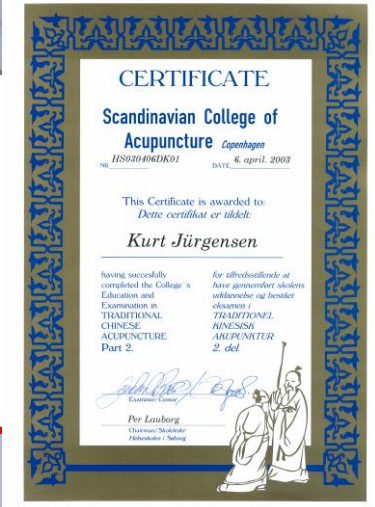 CERTIFICATE
Scandinavian College of
Acupuncture Copenhagen
NR. HS030406DK01 DATE 6. april. 2003
This Certificate is awarded to:
Dette certifikat er tildelt:
Kurt Jürgensen
having succesfully
completed the College´s
Education and
Examination in
TRADITIONAL
CHINESE
ACUPUNCTURE
Part 2.
for tilfredsstillende at
have gennemført skolens
uddannelse og bestået
eksamen i
TRADITIONEL
KINESISK
AKUPUNKTUR
2. del.
Examiner/Censor
Per Lauborg
Chairman/Skoleleder
Helseskolen i Søborg